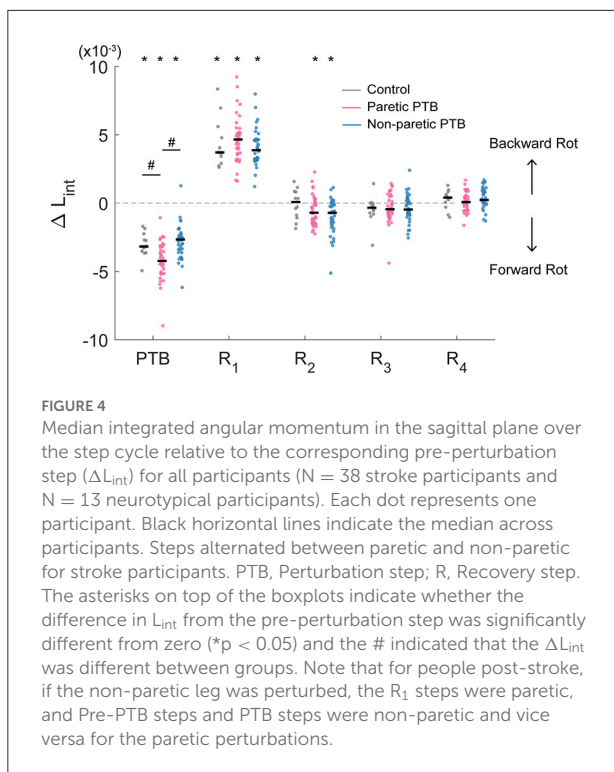 (x10⁻³)
* * * * * * * *
10
5
0
-5
-10
Δ L_int
# #
Control
Paretic PTB
Non-paretic PTB
Backward Rot
Forward Rot
PTB R₁ R₂ R₃ R₄
FIGURE 4
Median integrated angular momentum in the sagittal plane over
the step cycle relative to the corresponding pre-perturbation
step (ΔL_int) for all participants (N = 38 stroke participants and
N = 13 neurotypical participants). Each dot represents one
participant. Black horizontal lines indicate the median across
participants. Steps alternated between paretic and non-paretic
for stroke participants. PTB, Perturbation step; R, Recovery step.
The asterisks on top of the boxplots indicate whether the
difference in L_int from the pre-perturbation step was significantly
different from zero (*p < 0.05) and the # indicated that the ΔL_int
was different between groups. Note that for people post-stroke,
if the non-paretic leg was perturbed, the R₁ steps were paretic,
and Pre-PTB steps and PTB steps were non-paretic and vice
versa for the paretic perturbations.